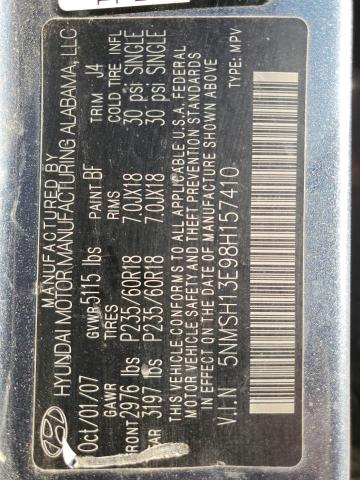 MANUFACTURED BY
HYUNDAI MOTOR MANUFACTURING ALABAMA, LLC
Oct/01/07 GVWR 5115 lbs PAINT BF TRIM J4
GAWR TIRES RIMS COLD TIRE INFL
FRONT 2976 lbs P235/60R18 7.0JX18 30 psi SINGLE
EAR 3197 lbs P235/60R18 7.0JX18 30 psi SINGLE
THIS VEHICLE CONFORMS TO ALL APPLICABLE U.S.A. FEDERAL
MOTOR VEHICLE SAFETY AND THEFT PREVENTION STANDARDS
IN EFFECT ON THE DATE OF MANUFACTURE SHOWN ABOVE
V.I.N 5NMSH13E98H157410 TYPE: MPV